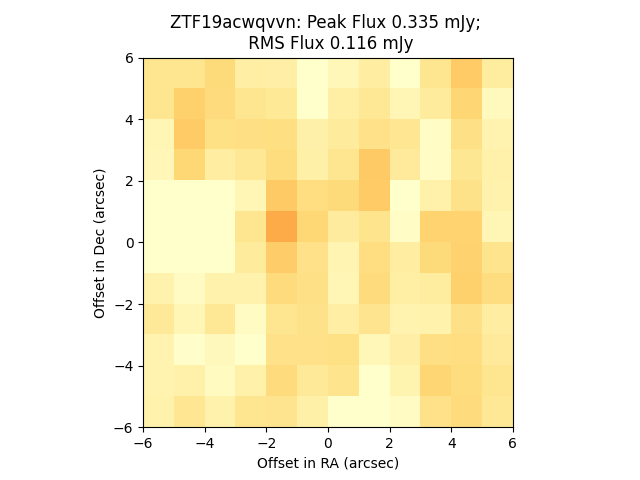 ZTF19acwqvvn: Peak Flux 0.335 mJy;
RMS Flux 0.116 mJy
6
4
2
0
−2
−4
−6
Offset in Dec (arcsec)
−6 −4 −2 0 2 4 6
Offset in RA (arcsec)